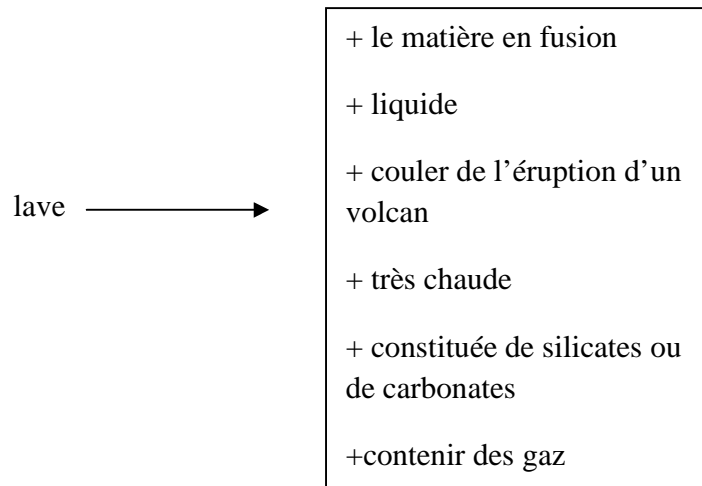 + le matière en fusion
+ liquide
+ couler de l’éruption d’un
volcan
lave
+ très chaude
+ constituée de silicates ou
de carbonates
+contenir des gaz